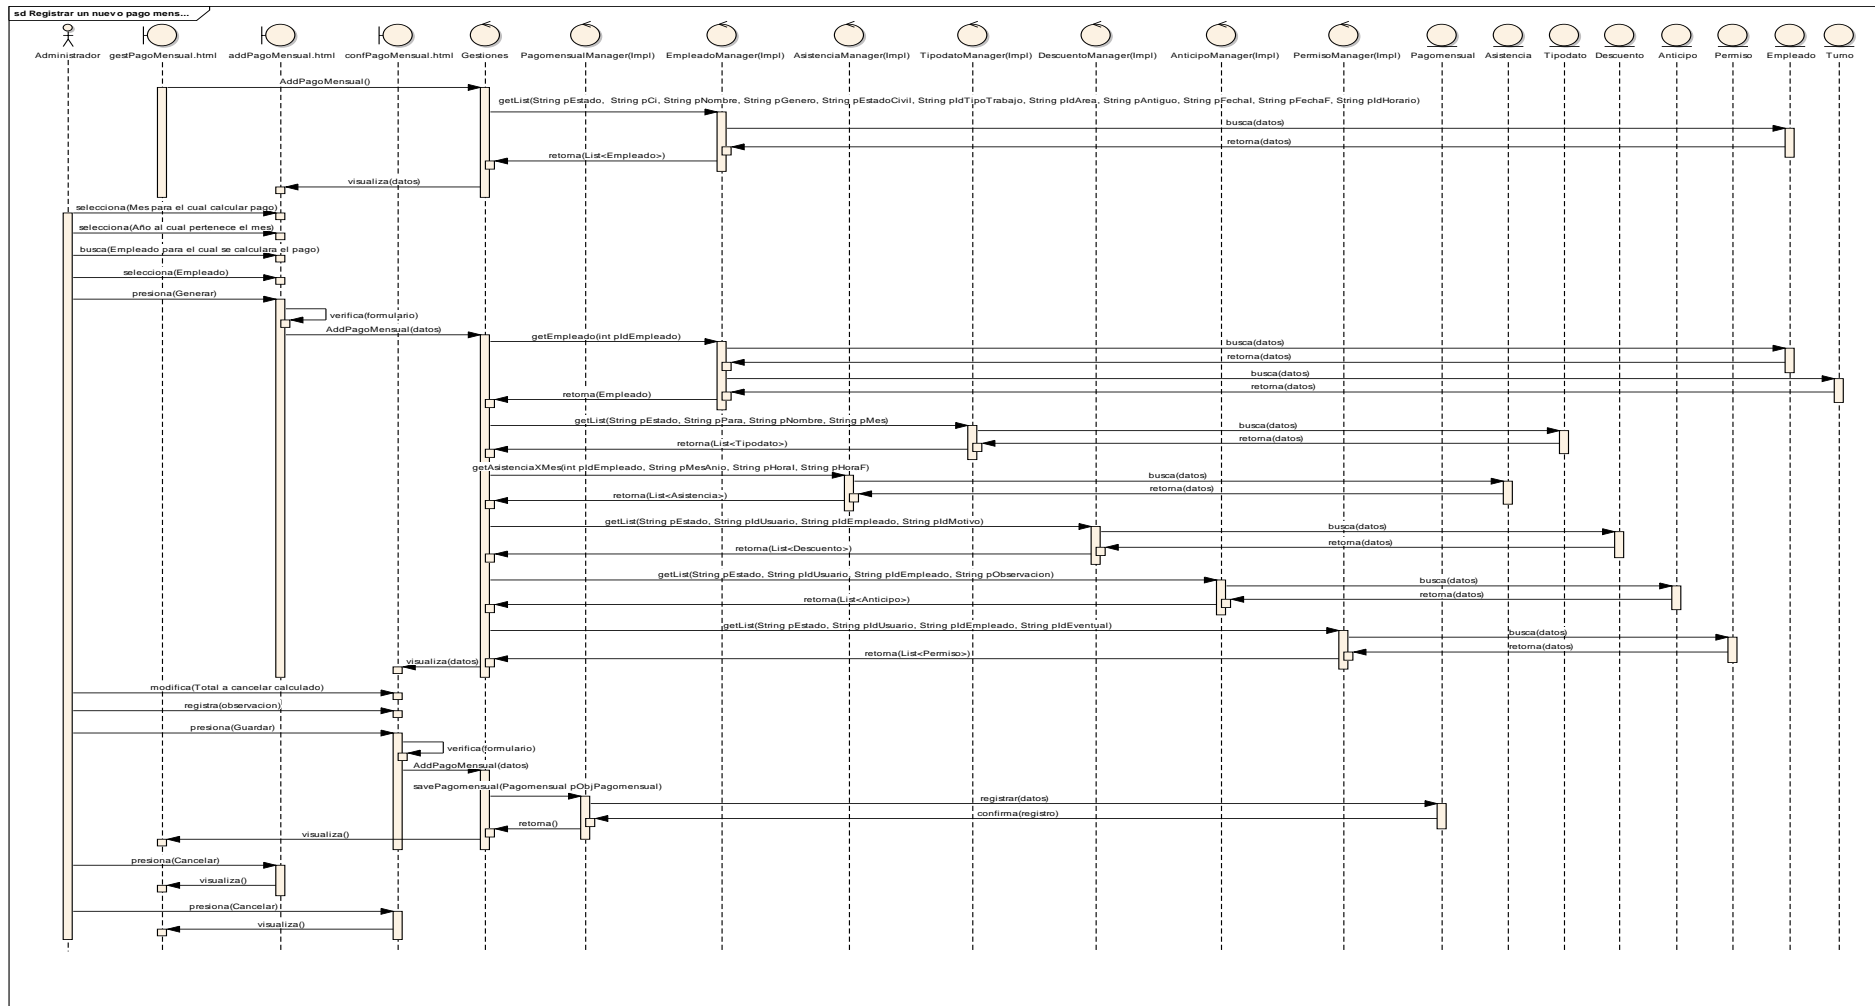 sd Registrar un nuevo pago mens...
Administrador
gestPagoMensual.html
addPagoMensual.html
confPagoMensual.html
Gestiones
PagomensualManager(Impl)
EmpleadoManager(Impl)
AsistenciaManager(Impl)
TipodatoManager(Impl)
DescuentoManager(Impl)
AnticipoManager(Impl)
PermisoManager(Impl)
Pagomensual
Asistencia
Tipodato
Descuento
Anticipo
Permiso
Empleado
Turno
AddPagoMensual()
getList(String pEstado, String pCi, String pNombre, String pGenero, String pEstadoCivil, String pIdTipoTrabajo, String pIdArea, String pAntiguo, String pFechaI, String pFechaF, String pIdHorario)
busca(datos)
retorna(datos)
retorna(List<Empleado>)
visualiza(datos)
selecciona(Mes para el cual calcular pago)
selecciona(Año al cual pertenece el mes)
busca(Empleado para el cual se calculara el pago)
selecciona(Empleado)
presiona(Generar)
verifica(formulario)
AddPagoMensual(datos)
getEmpleado(int pIdEmpleado)
busca(datos)
retorna(datos)
busca(datos)
retorna(datos)
retorna(Empleado)
getList(String pEstado, String pPara, String pNombre, String pMes)
busca(datos)
retorna(datos)
retorna(List<Tipodato>)
getAsistenciaXMes(int pIdEmpleado, String pMesAnio, String pHoraI, String pHoraF)
busca(datos)
retorna(datos)
retorna(List<Asistencia>)
getList(String pEstado, String pIdUsuario, String pIdEmpleado, String pIdMotivo)
busca(datos)
retorna(datos)
retorna(List<Descuento>)
getList(String pEstado, String pIdUsuario, String pIdEmpleado, String pObservacion)
busca(datos)
retorna(datos)
retorna(List<Anticipo>)
getList(String pEstado, String pIdUsuario, String pIdEmpleado, String pIdEventual)
busca(datos)
retorna(datos)
retorna(List<Permiso>)
visualiza(datos)
modifica(Total a cancelar calculado)
registra(observacion)
presiona(Guardar)
verifica(formulario)
AddPagoMensual(datos)
savePagomensual(Pagomensual pObjPagomensual)
registrar(datos)
confirma(registro)
retorna()
visualiza()
presiona(Cancelar)
visualiza()
presiona(Cancelar)
visualiza()